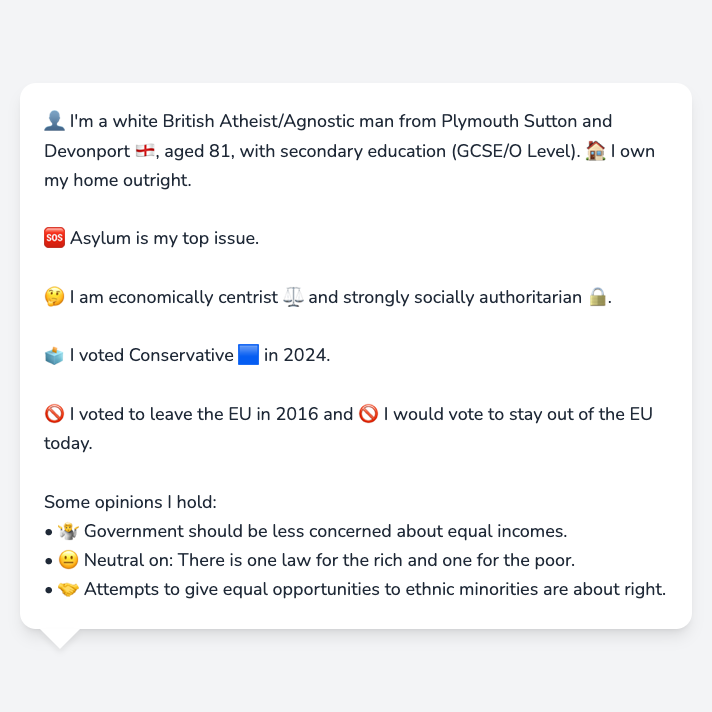 👤 I'm a white British Atheist/Agnostic man from Plymouth Sutton and
Devonport 🏴󠁧󠁢󠁥󠁮󠁧󠁿, aged 81, with secondary education (GCSE/O Level). 🏠 I own
my home outright.
🆘 Asylum is my top issue.
🤔 I am economically centrist ⚖️ and strongly socially authoritarian 🔒.
🗳️ I voted Conservative 🟦 in 2024.
🚫 I voted to leave the EU in 2016 and 🚫 I would vote to stay out of the EU
today.
Some opinions I hold:
• 🤷 Government should be less concerned about equal incomes.
• 😐 Neutral on: There is one law for the rich and one for the poor.
• 🤝 Attempts to give equal opportunities to ethnic minorities are about right.